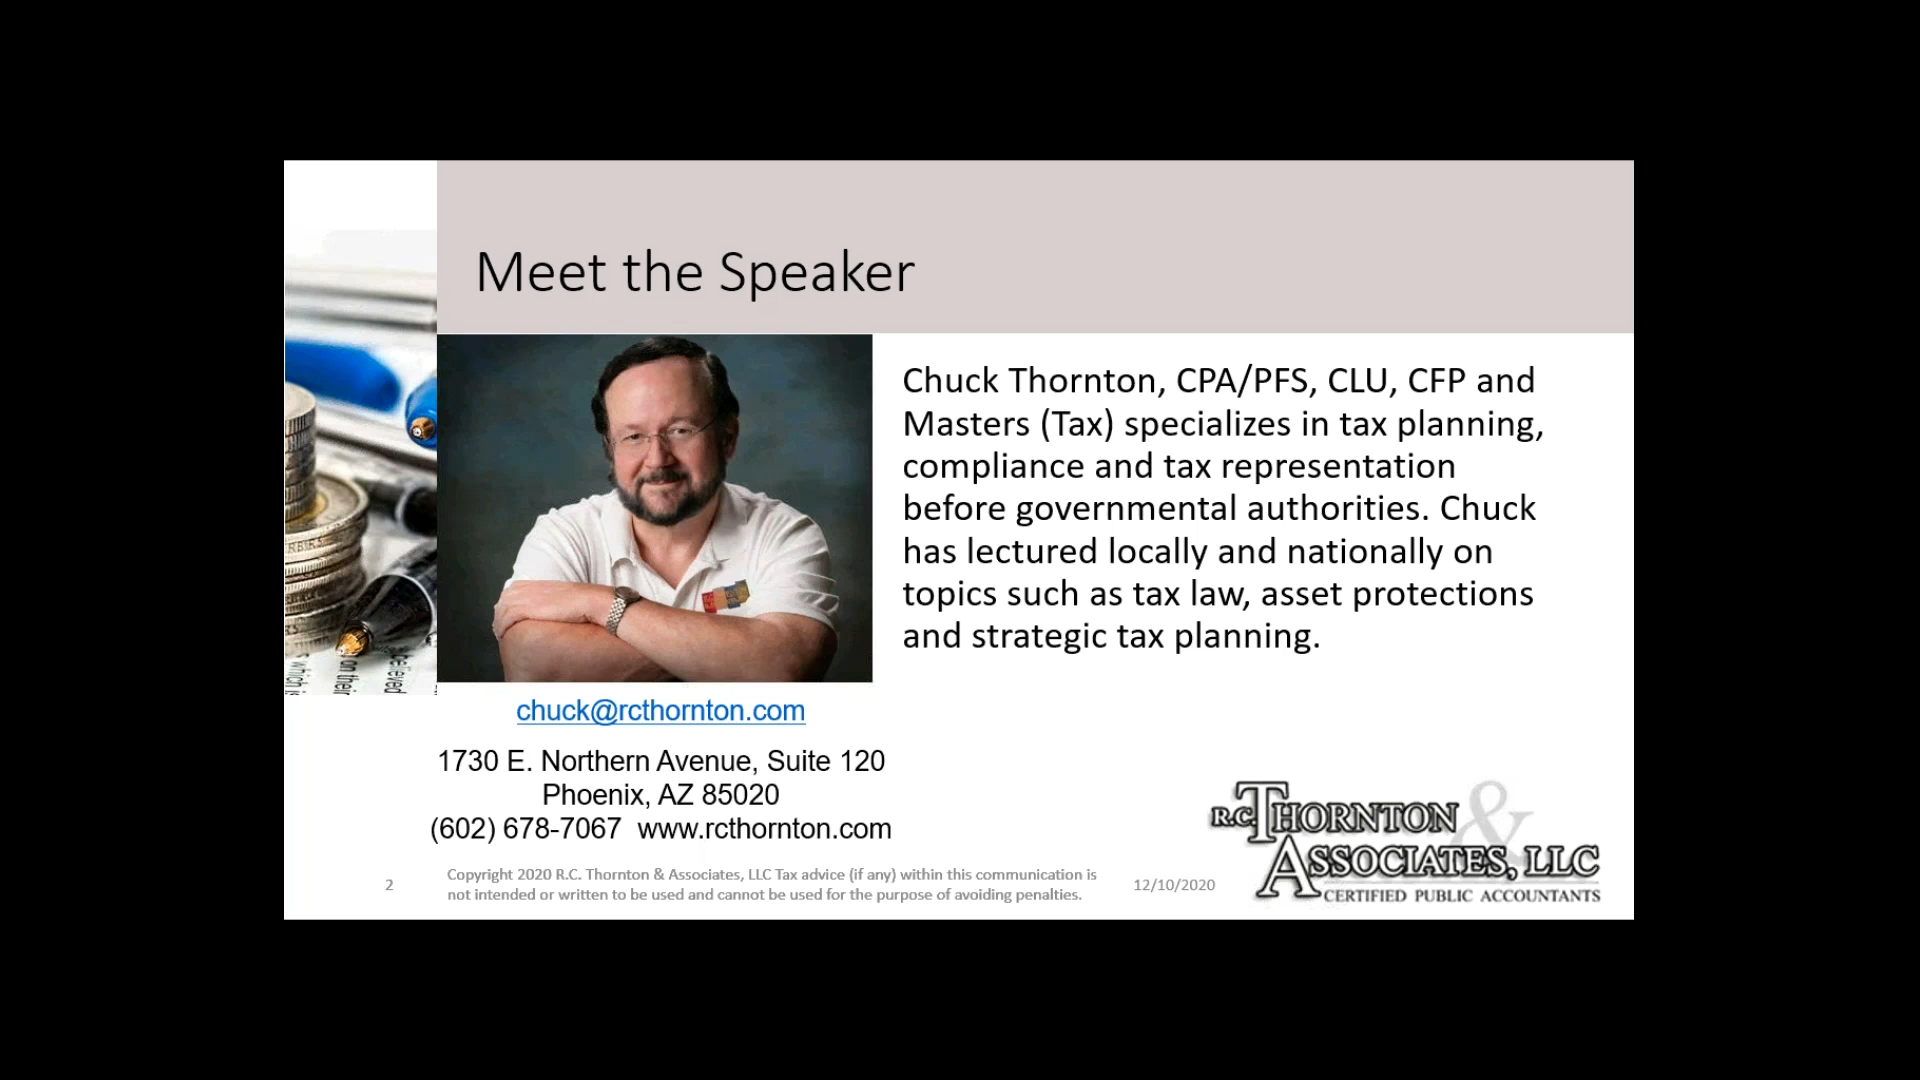 Meet the Speaker
Chuck Thornton, CPA/PFS, CLU, CFP and
Masters (Tax) specializes in tax planning,
compliance and tax representation
before governmental authorities. Chuck
has lectured locally and nationally on
topics such as tax law, asset protections
and strategic tax planning.
chuck@rcthornton.com
1730 E. Northern Avenue, Suite 120
Phoenix, AZ 85020
(602) 678-7067 www.rcthornton.com
2
Copyright 2020 R.C. Thornton & Associates, LLC Tax advice (if any) within this communication is
not intended or written to be used and cannot be used for the purpose of avoiding penalties.
12/10/2020
R.C. THORNTON &
ASSOCIATES, LLC
CERTIFIED PUBLIC ACCOUNTANTS
which is
on their
believed